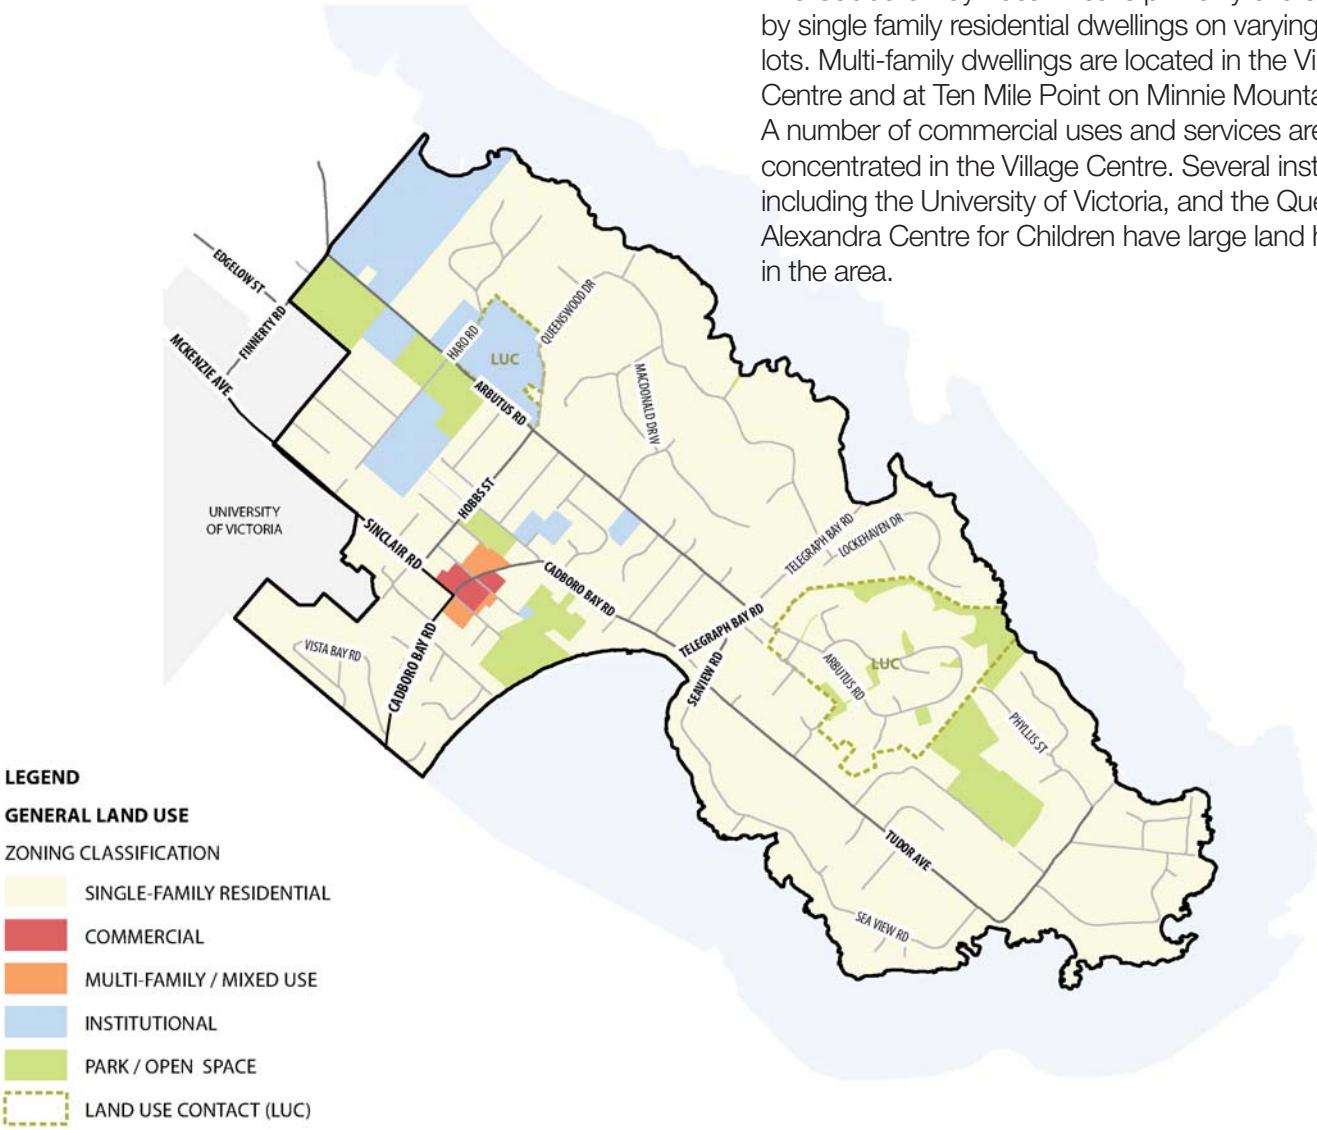 by single family residential dwellings on varying
lots. Multi-family dwellings are located in the
Centre and at Ten Mile Point on Minnie
A number of commercial uses and services are
concentrated in the Village Centre. Several
including the University of Victoria, and the
Alexandra Centre for Children have large land
in the area.
EDGELOW ST
FINNERTY RD
MCKENZIE AVE
HARO RD
QUEENSWOOD DR
LUC
ARBUTUS RD
MACDONALD DR W
HOBBS ST
UNIVERSITY
OF VICTORIA
SINCLAIR RD
TELEGRAPH BAY RD
LOCKEHAVEN DR
CADBORO BAY RD
TELEGRAPH BAY RD
VISTA BAY RD
CADBORO BAY RD
SEAVIEW RD
ARBUTUS RD
LUC
PHYLLIS ST
TUDOR AVE
SEA VIEW RD
LEGEND
GENERAL LAND USE
ZONING CLASSIFICATION
SINGLE-FAMILY RESIDENTIAL
COMMERCIAL
MULTI-FAMILY / MIXED USE
INSTITUTIONAL
PARK / OPEN SPACE
LAND USE CONTACT (LUC)